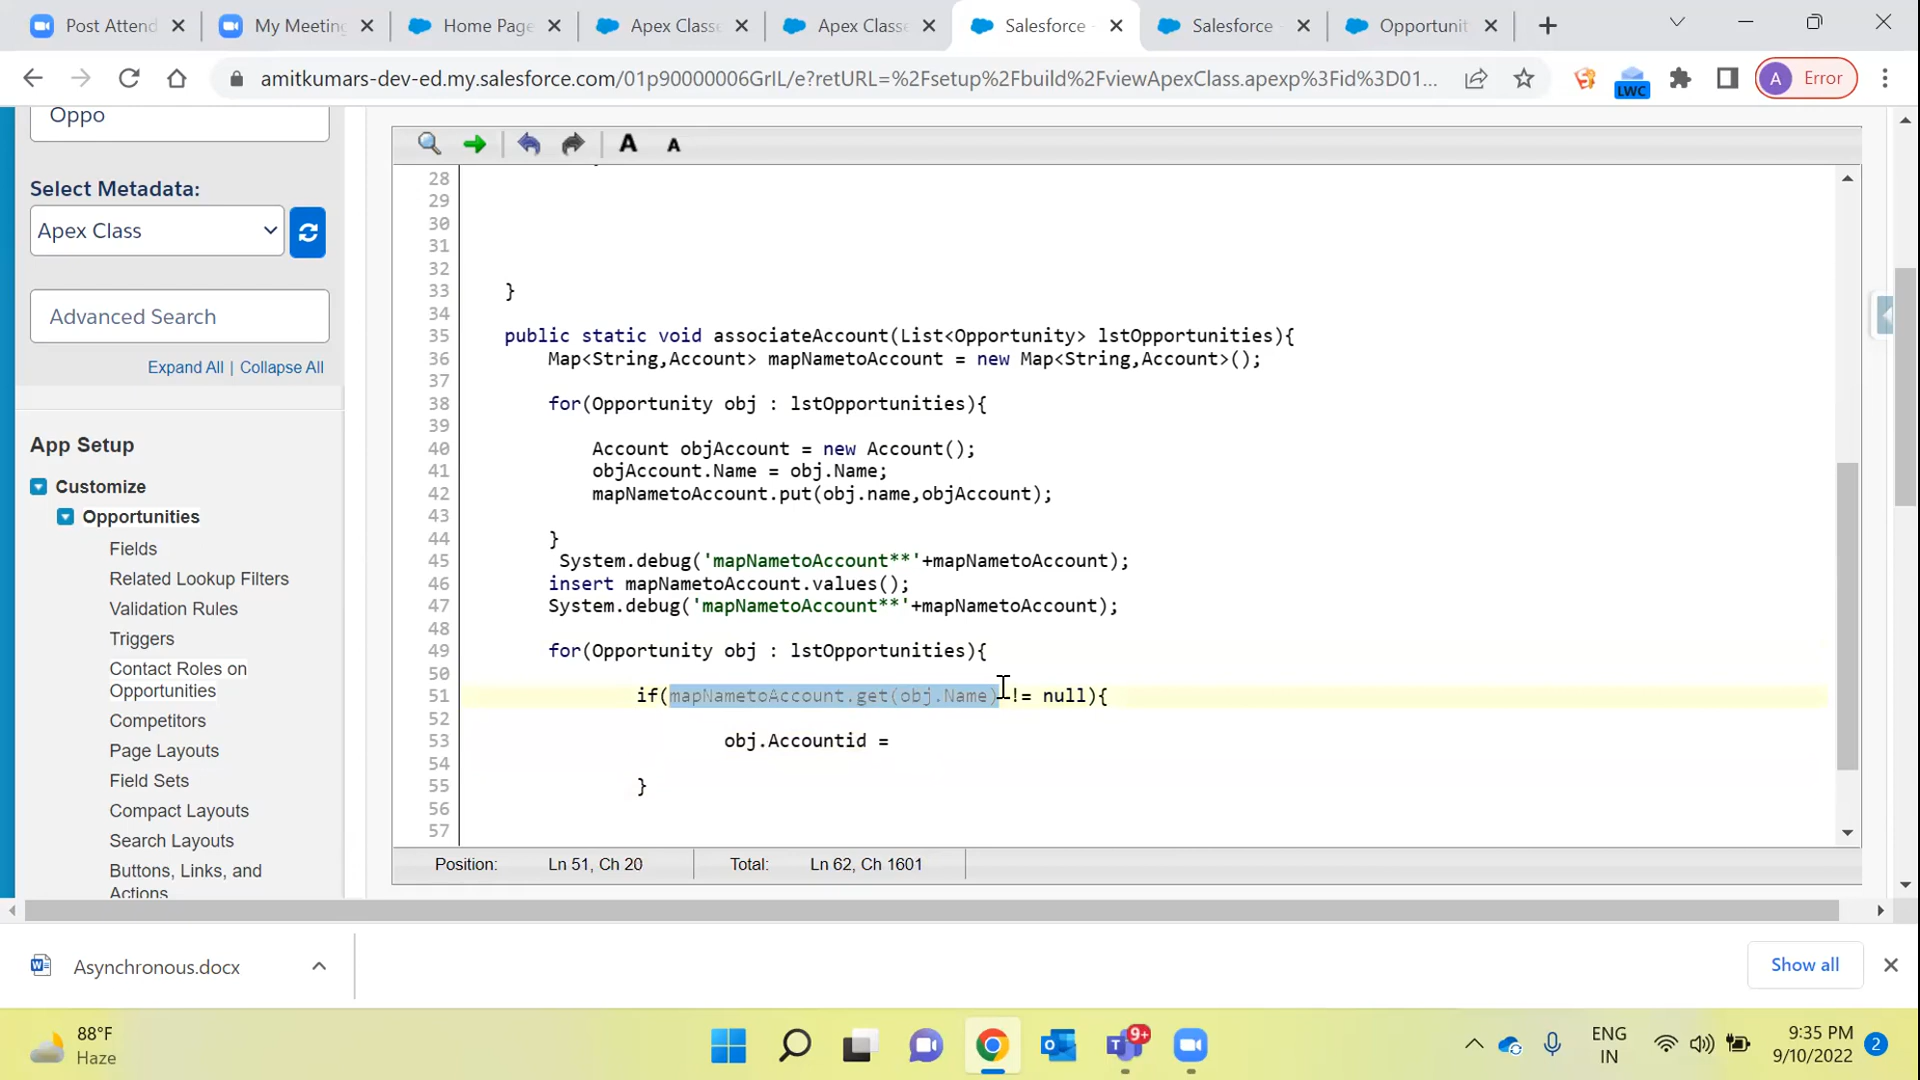 Post Attend
My Meeting
Home Page
Apex Classe
Apex Classe
Salesforce -
Salesforce
Opportunit
amitkumars-dev-ed.my.salesforce.com/01p90000006GrIL/e?retURL=%2Fsetup%2Fbuild%2FviewApexClass.apexp%3Fid%3D01...
LWC
A Error
Oppo
Select Metadata:
Apex Class
Advanced Search
Expand All | Collapse All
App Setup
Customize
Opportunities
Fields
Related Lookup Filters
Validation Rules
Triggers
Contact Roles on
Opportunities
Competitors
Page Layouts
Field Sets
Compact Layouts
Search Layouts
Buttons, Links, and
Actions
A A
28
29
30
31
32
33 }
34
35 public static void associateAccount(List<Opportunity> lstOpportunities){
36 Map<String,Account> mapNametoAccount = new Map<String,Account>();
37
38 for(Opportunity obj : lstOpportunities){
39
40 Account objAccount = new Account();
41 objAccount.Name = obj.Name;
42 mapNametoAccount.put(obj.name,objAccount);
43
44 }
45 System.debug('mapNametoAccount**'+mapNametoAccount);
46 insert mapNametoAccount.values();
47 System.debug('mapNametoAccount**'+mapNametoAccount);
48
49 for(Opportunity obj : lstOpportunities){
50
51 if(mapNametoAccount.get(obj.Name) != null){
52
53 obj.Accountid =
54
55 }
56
57
Position: Ln 51, Ch 20 Total: Ln 62, Ch 1601
Asynchronous.docx
Show all
88°F
Haze
9+
ENG
IN
9:35 PM
9/10/2022
2